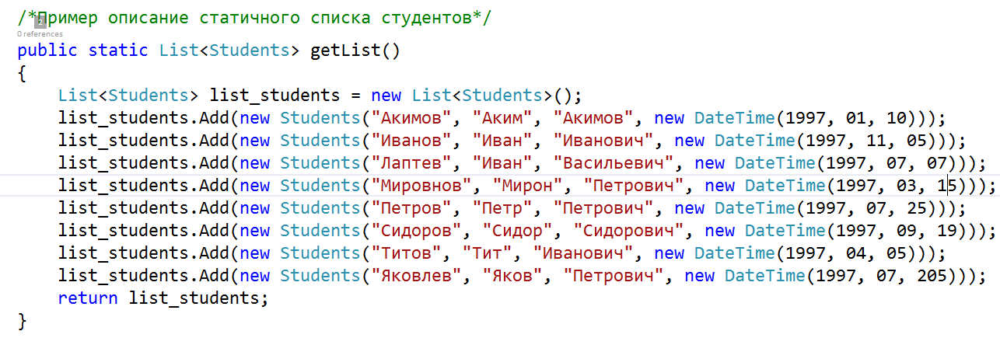 /*Пример описание статичного списка студентов*/
0 references
public static List<Students> getList()
{
List<Students> list_students = new List<Students>();
list_students.Add(new Students("Акимов", "Аким", "Акимов", new DateTime(1997, 01, 10)));
list_students.Add(new Students("Иванов", "Иван", "Иванович", new DateTime(1997, 11, 05)));
list_students.Add(new Students("Лаптев", "Иван", "Васильевич", new DateTime(1997, 07, 07)));
list_students.Add(new Students("Мировнов", "Мирон", "Петрович", new DateTime(1997, 03, 15)));
list_students.Add(new Students("Петров", "Петр", "Петрович", new DateTime(1997, 07, 25)));
list_students.Add(new Students("Сидоров", "Сидор", "Сидорович", new DateTime(1997, 09, 19)));
list_students.Add(new Students("Титов", "Тит", "Иванович", new DateTime(1997, 04, 05)));
list_students.Add(new Students("Яковлев", "Яков", "Петрович", new DateTime(1997, 07, 205)));
return list_students;
}